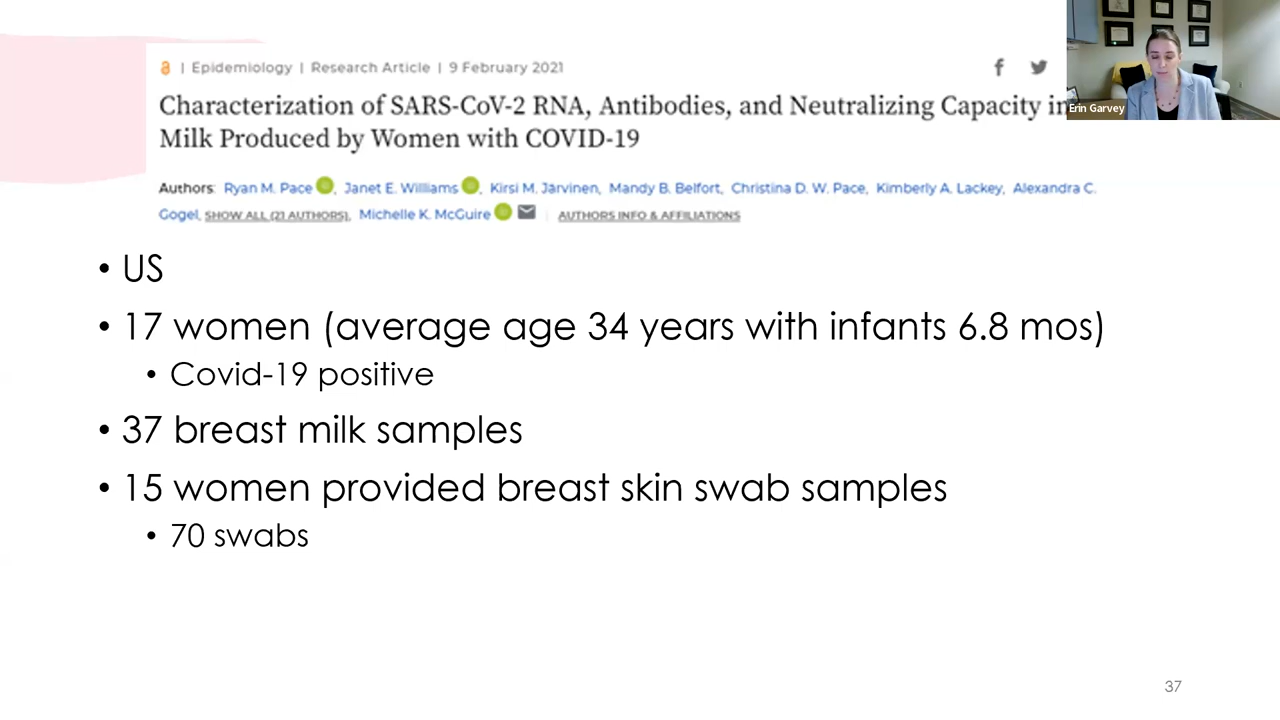 | Epidemiology | Research Article | 9 February 2021
Characterization of SARS-CoV-2 RNA, Antibodies, and Neutralizing Capacity in
Milk Produced by Women with COVID-19
Authors: Ryan M. Pace, Janet E. Williams, Kirsi M. Järvinen, Mandy B. Belfort, Christina D. W. Pace, Kimberly A. Lackey, Alexandra C.
Gogel, SHOW ALL (21 AUTHORS), Michelle K. McGuire | AUTHORS INFO & AFFILIATIONS
Erin Garvey
• US
• 17 women (average age 34 years with infants 6.8 mos)
• Covid-19 positive
• 37 breast milk samples
• 15 women provided breast skin swab samples
• 70 swabs
37